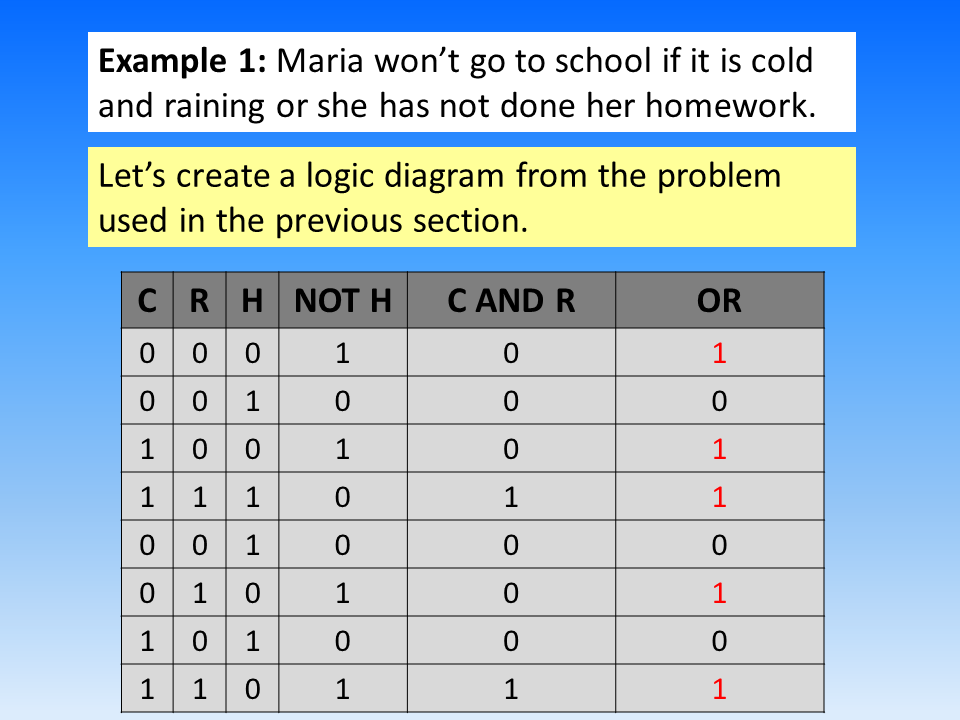 Example 1: Maria won’t go to school if it is cold
and raining or she has not done her homework.
Let’s create a logic diagram from the problem
used in the previous section.
C R H NOT H C AND R OR
0 0 0 1 0 1
0 0 1 0 0 0
1 0 0 1 0 1
1 1 1 0 1 1
0 0 1 0 0 0
0 1 0 1 0 1
1 0 1 0 0 0
1 1 0 1 1 1